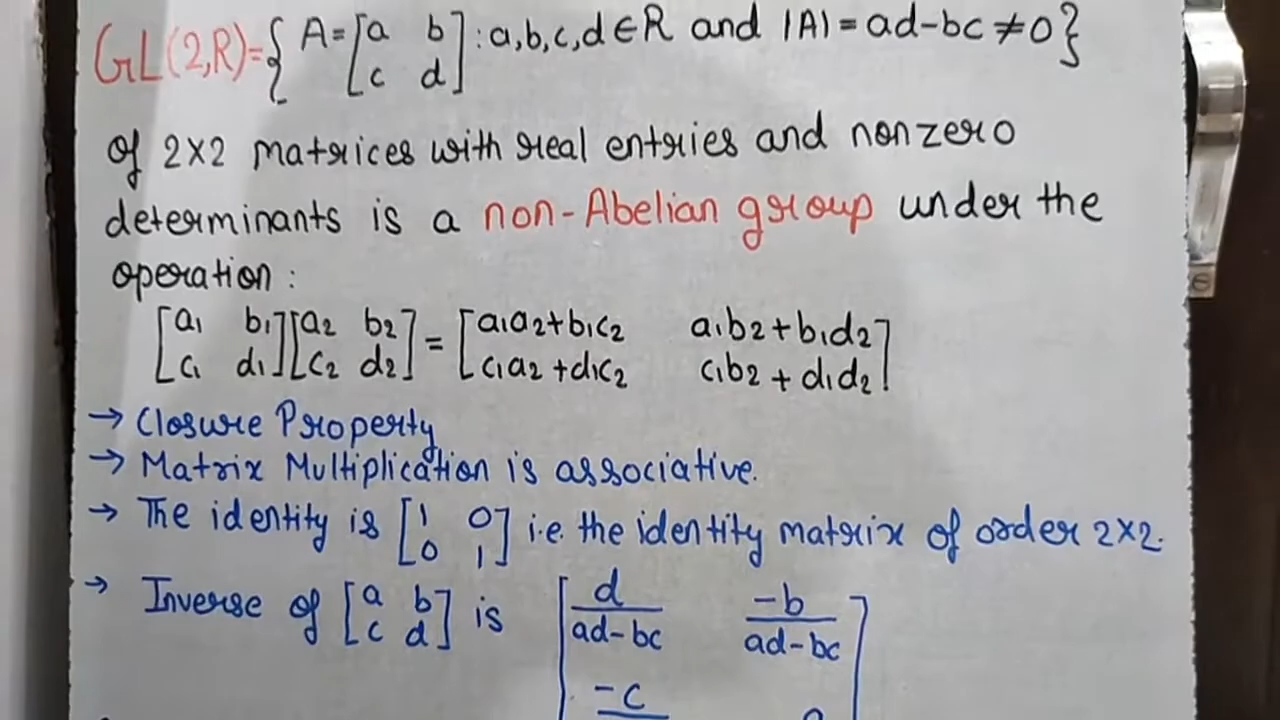 GL(2,R)={ A=[a b : a,b,c,d ∈ R and |A| = ad-bc ≠ 0}
c d]
of 2×2 matrices with real entries and nonzero
determinants is a non-Abelian group under the
operation:
[a₁ b₁][a₂ b₂] = [a₁a₂+b₁c₂ a₁b₂+b₁d₂]
[c₁ d₁][c₂ d₂] [c₁a₂+d₁c₂ c₁b₂+d₁d₂]
→ Closure Property
→ Matrix Multiplication is associative.
→ The identity is [1 0] i.e. the identity matrix of order 2×2.
[0 1]
→ Inverse of [a b] is [d/ad-bc -b/ad-bc]
[c d]
-c